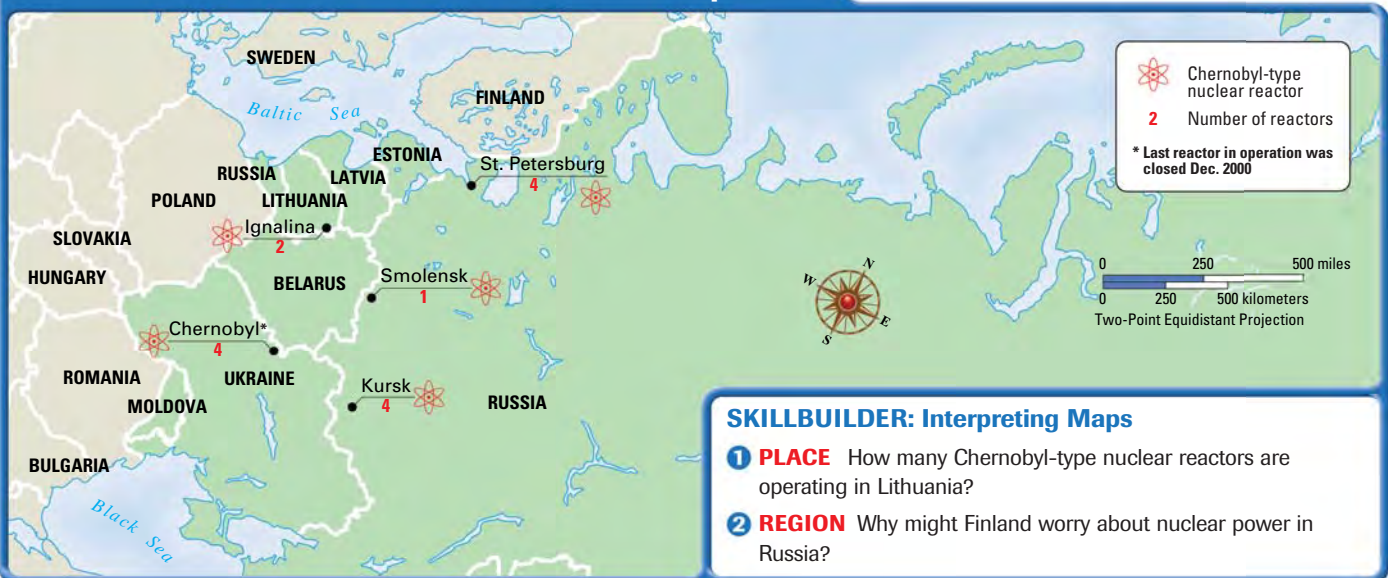 SWEDEN
FINLAND
Baltic Sea
ESTONIA
St. Petersburg
4
RUSSIA
LATVIA
POLAND
LITHUANIA
Ignalina
2
SLOVAKIA
HUNGARY
BELARUS
Smolensk
1
Chernobyl*
4
ROMANIA
UKRAINE
MOLDOVA
Kursk
4
RUSSIA
BULGARIA
Black Sea
N
W
E
S
Chernobyl-type
nuclear reactor
2 Number of reactors
* Last reactor in operation was
closed Dec. 2000
0 250 500 miles
0 250 500 kilometers
Two-Point Equidistant Projection
SKILLBUILDER: Interpreting Maps
1 PLACE How many Chernobyl-type nuclear reactors are
operating in Lithuania?
2 REGION Why might Finland worry about nuclear power in
Russia?